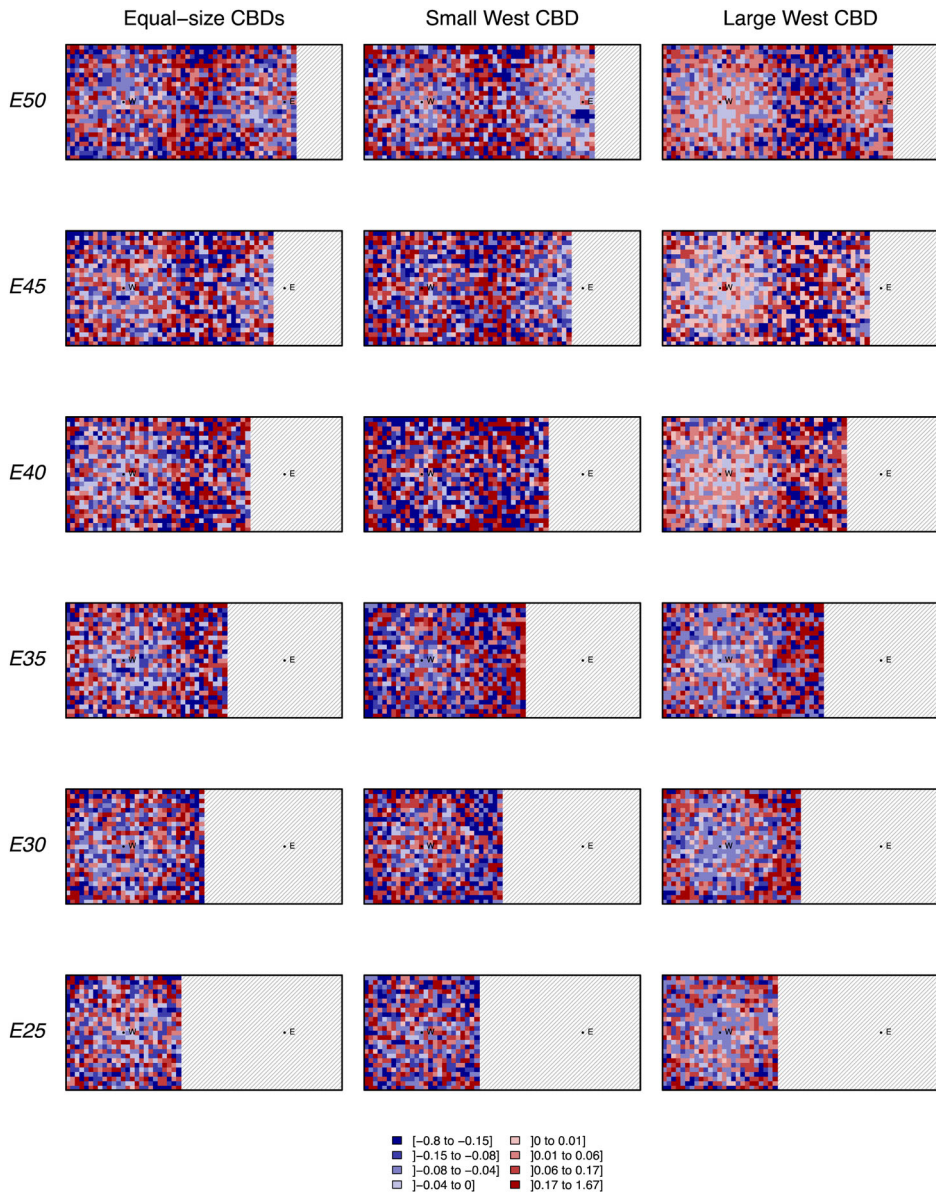 Equal−size CBDs Small West CBD Large West CBD
E50 W E W E W E
E45 W E W E W E
E40 W E W E W E
E35 W E W E W E
E30 W E W E W E
E25 W E W E W E
[−0.8 to −0.15] ]0 to 0.01]
]−0.15 to −0.08] ]0.01 to 0.06]
]−0.08 to −0.04] ]0.06 to 0.17]
]−0.04 to 0] ]0.17 to 1.67]